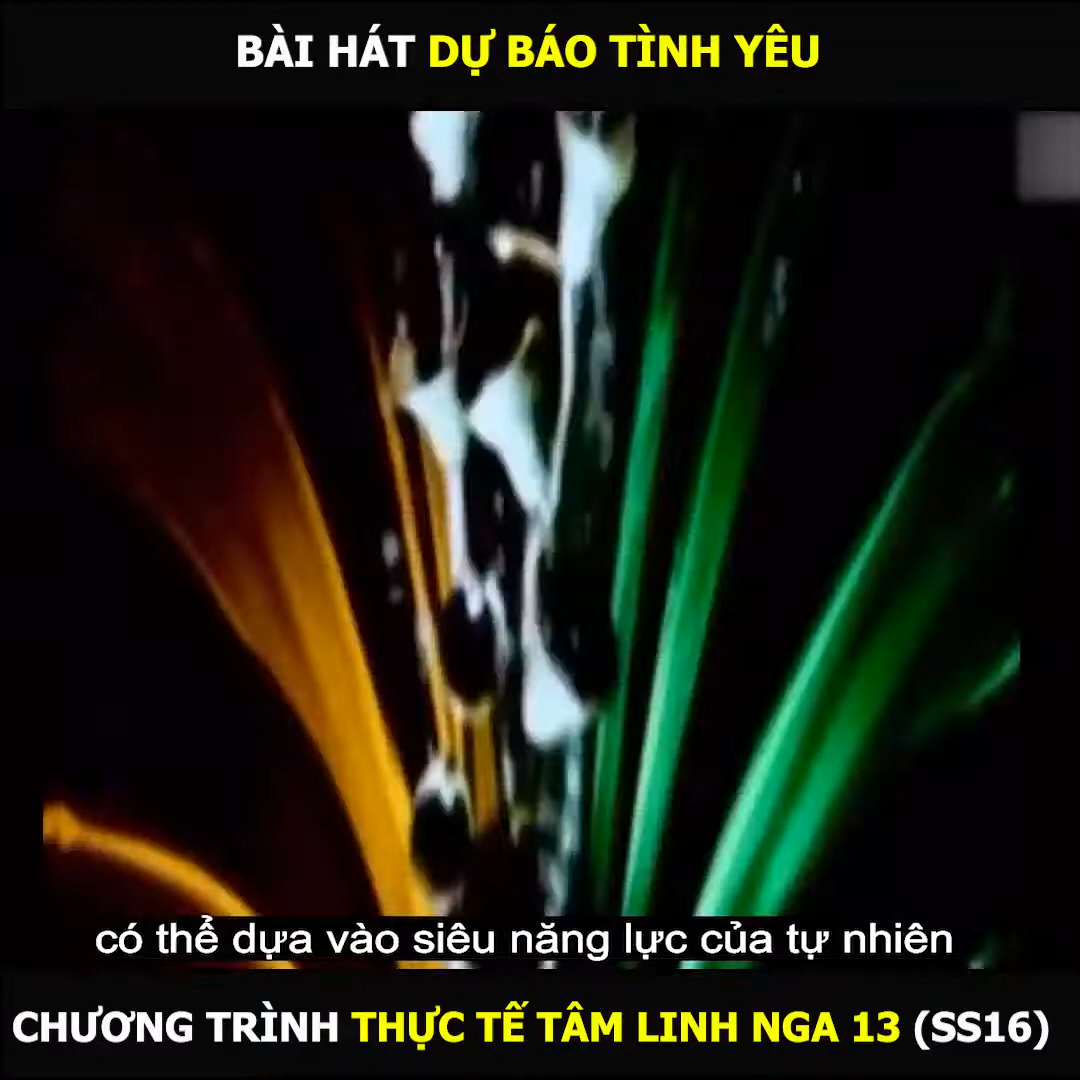 BÀI HÁT DỰ BÁO TÌNH YÊU
có thể dựa vào siêu năng lực của tự nhiên
CHƯƠNG TRÌNH THỰC TẾ TÂM LINH NGA 13 (SS16)